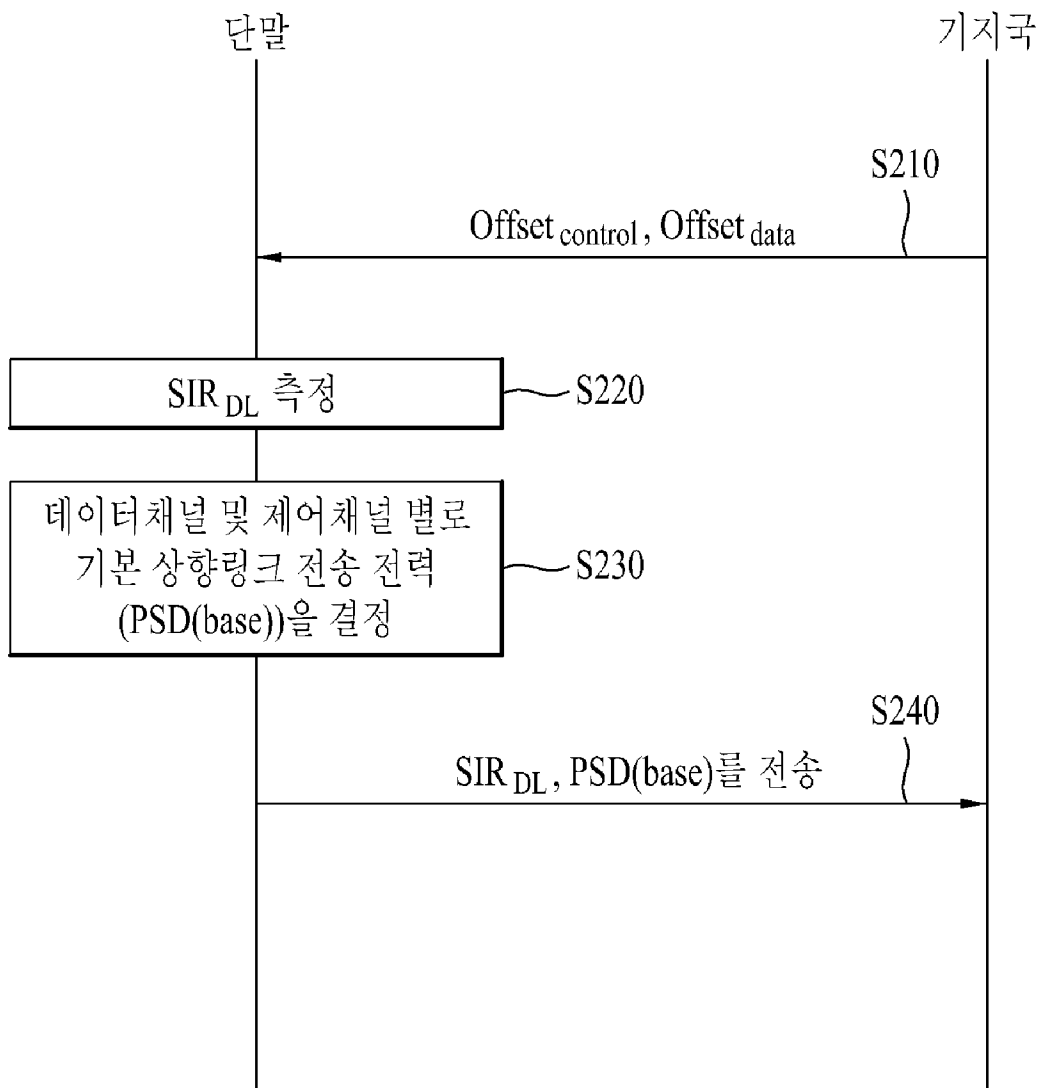 단말
기지국
S210
Offset control, Offset data
SIR DL 측정
S220
데이터채널 및 제어채널 별로
기본 상향링크 전송 전력
(PSD(base))을 결정
S230
S240
SIR DL, PSD(base)를 전송